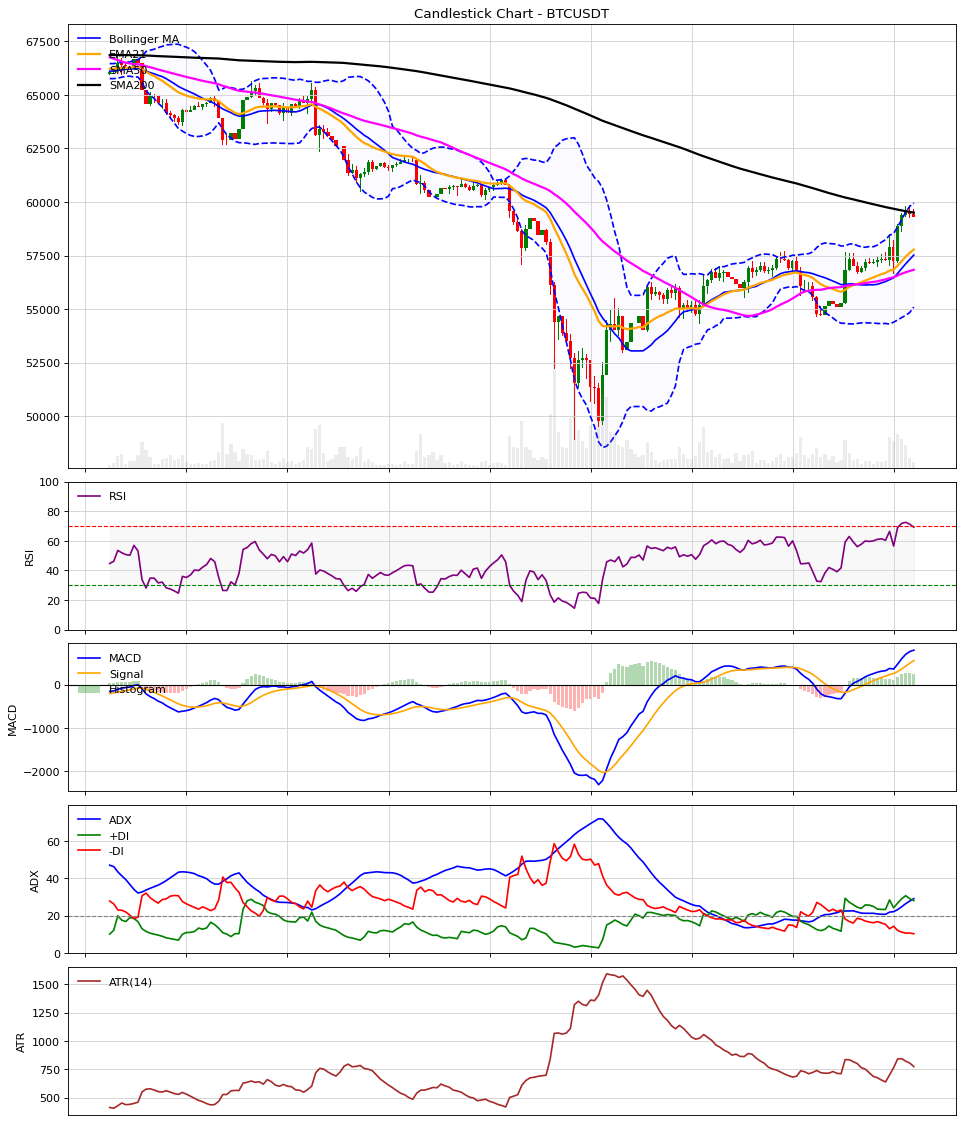 Candlestick Chart - BTCUSDT
67500
65000
62500
60000
57500
55000
52500
50000
Bollinger MA
EMA21
SMA50
SMA200
100
80
60
40
20
0
RSI
RSI
0
−1000
−2000
MACD
MACD
Signal
Histogram
60
40
20
0
ADX
ADX
+DI
-DI
1500
1250
1000
750
500
ATR
ATR(14)